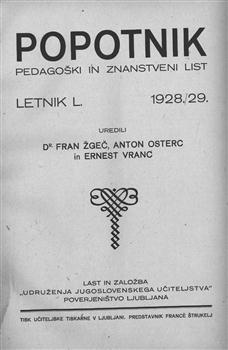 POPOTNIK
PEDAGOŠKI IN ZNANSTVENI LIST
LETNIK L. 1928./29.
UREDILI
Dr FRAN ŽGEČ, ANTON OSTERC
in ERNEST VRANC
LAST IN ZALOŽBA
„UDRUŽENJA JUGOSLOVENSKEGA UČITELJSTVA"
POVERJENIŠTVO LJUBLJANA
TISK UČITELJSKE TISKARNE V LJUBLJANI. PREDSTAVNIK FRANCÈ ŠTRUKELJ